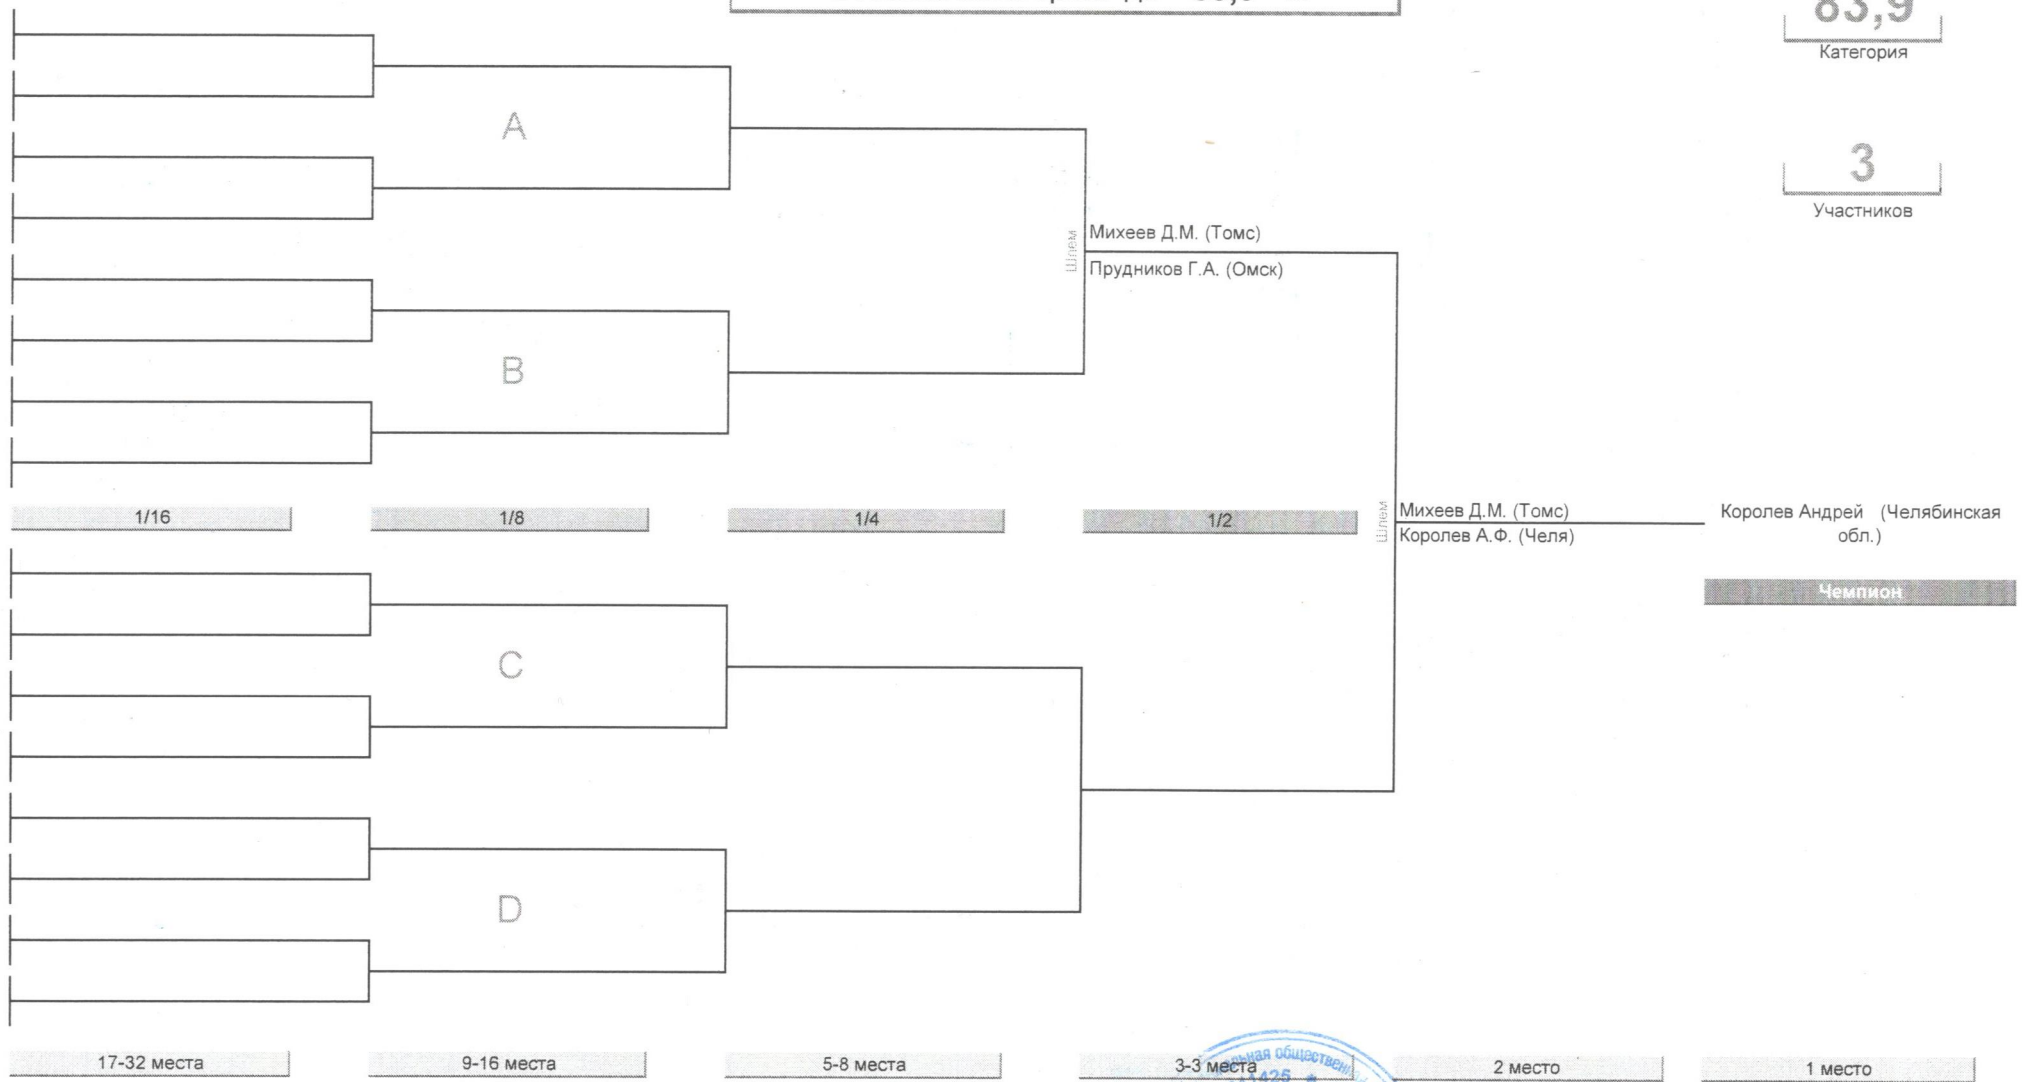 83,9
Категория
A
3
Участников
Шлем
Михеев Д.М. (Томс)
Прудников Г.А. (Омск)
B
1/16
1/8
1/4
1/2
Шлем
Михеев Д.М. (Томс)
Королев А.Ф. (Челя)
Королев Андрей (Челябинская
обл.)
Чемпион
C
D
17-32 места
9-16 места
5-8 места
3-3 места
2 место
1 место